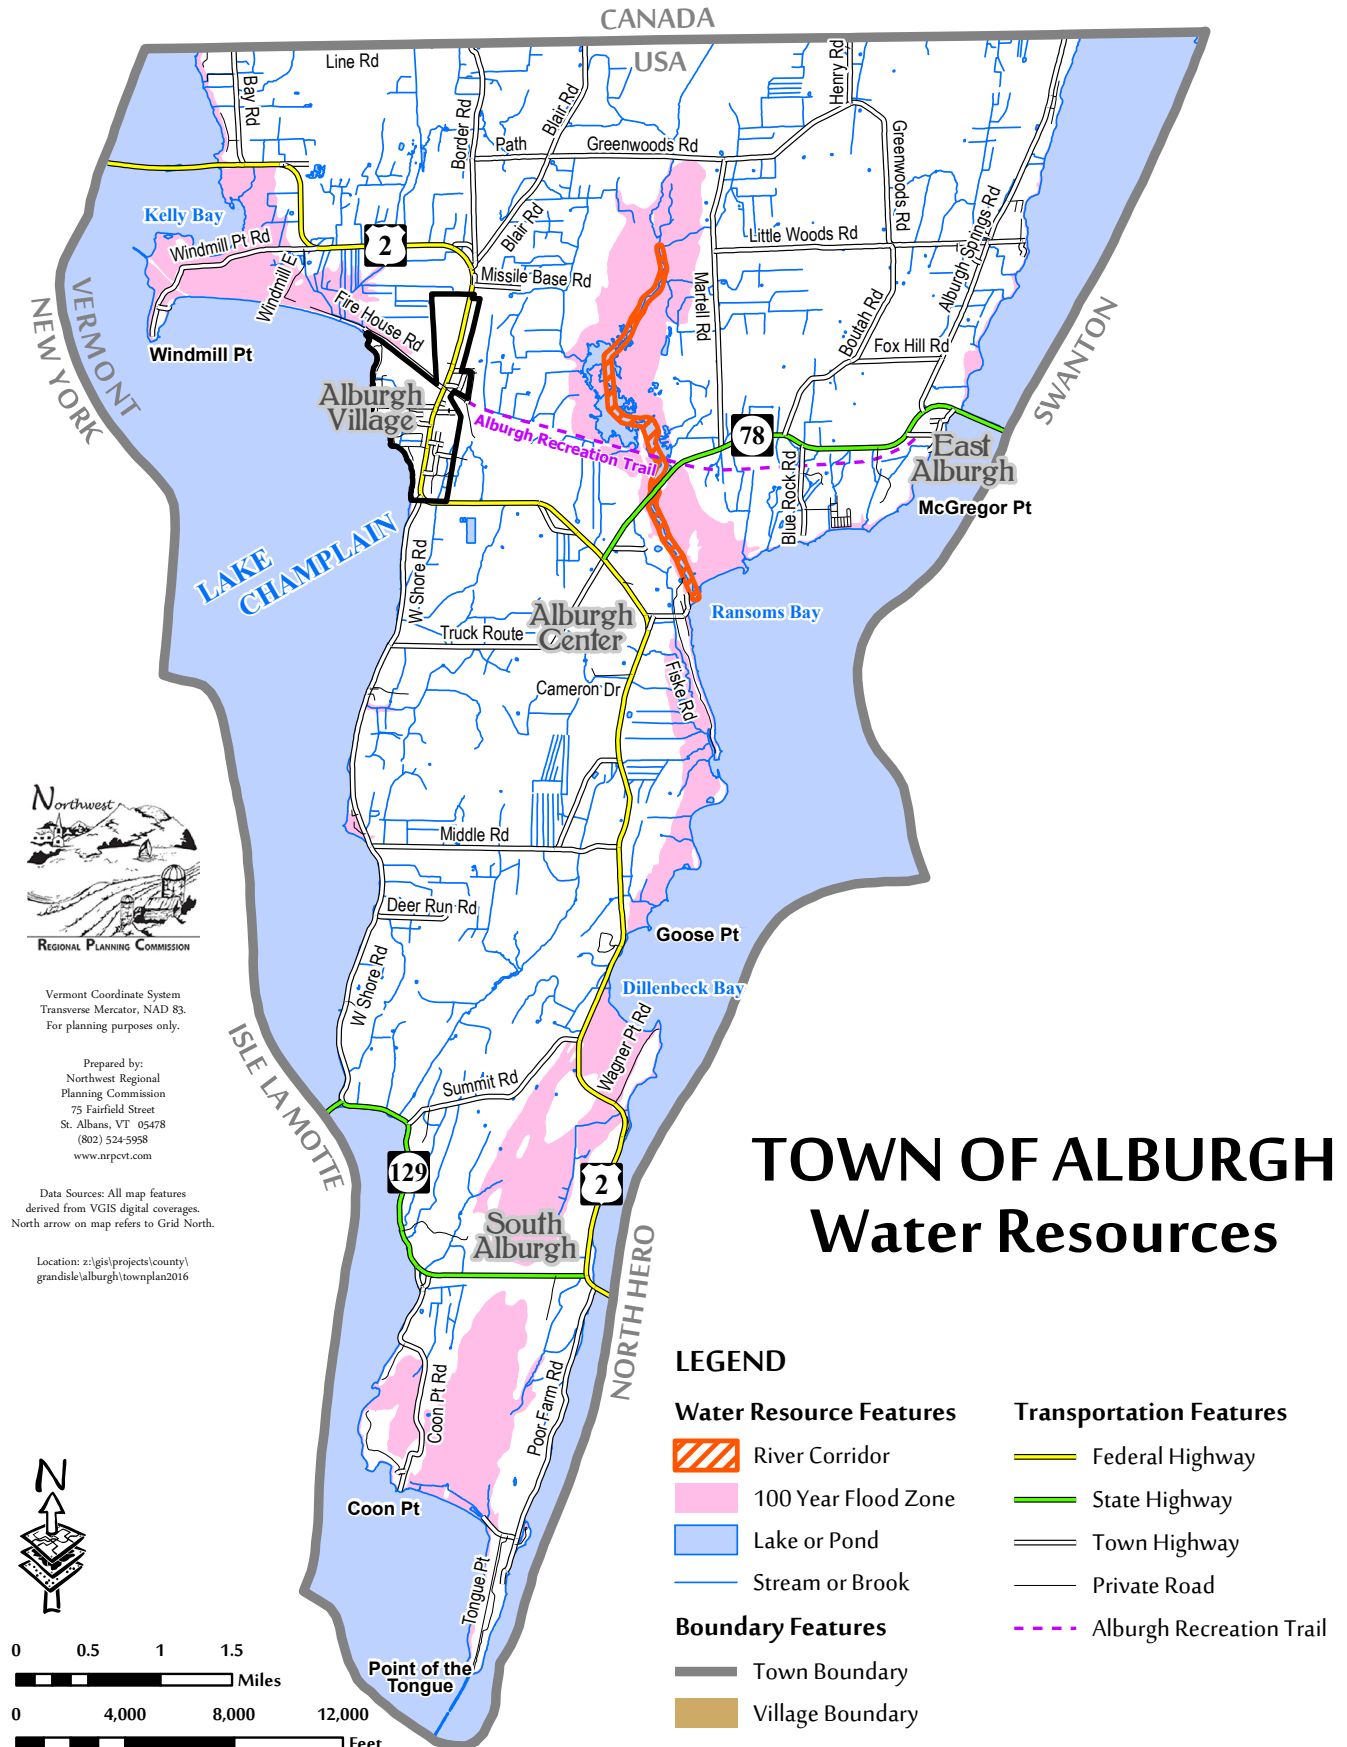 CANADA
USA
Line Rd
Bay Rd
Border Rd
Blair Rd
Henry Rd
Path
Greenwoods Rd
Greenwoods Rd
Kelly Bay
Windmill Pt Rd
Windmill E
2
Blair Rd
Little Woods Rd
Alburgh Springs Rd
Missile Base Rd
Martell Rd
Fire House Rd
Boutah Rd
Fox Hill Rd
VERMONT
NEW YORK
SWANTON
Windmill Pt
Alburgh
Village
Alburgh Recreation Trail
78
East
Alburgh
Blue Rock Rd
McGregor Pt
LAKE
CHAMPLAIN
W Shore Rd
Ransoms Bay
Alburgh
Center
Truck Route
Fiske Rd
Cameron Dr
Northwest
REGIONAL PLANNING COMMISSION
Middle Rd
Deer Run Rd
Goose Pt
W Shore Rd
Dillenbeck Bay
Wagner Pt Rd
Summit Rd
ISLE LA MOTTE
129
2
South
Alburgh
NORTH HERO
Coon Pt Rd
Poor Farm Rd
Coon Pt
Tongue Pt
Point of the
Tongue
Vermont Coordinate System
Transverse Mercator, NAD 83.
For planning purposes only.
Prepared by:
Northwest Regional
Planning Commission
75 Fairfield Street
St. Albans, VT 05478
(802) 524-5958
www.nrpcvt.com
Data Sources: All map features
derived from VGIS digital coverages.
North arrow on map refers to Grid North.
Location: z:\gis\projects\county\
grandisle\alburgh\townplan2016
TOWN OF ALBURGH
Water Resources
LEGEND
Water Resource Features
River Corridor
100 Year Flood Zone
Lake or Pond
Stream or Brook
Boundary Features
Town Boundary
Village Boundary
Transportation Features
Federal Highway
State Highway
Town Highway
Private Road
Alburgh Recreation Trail
N
0 0.5 1 1.5
Miles
0 4,000 8,000 12,000
Feet